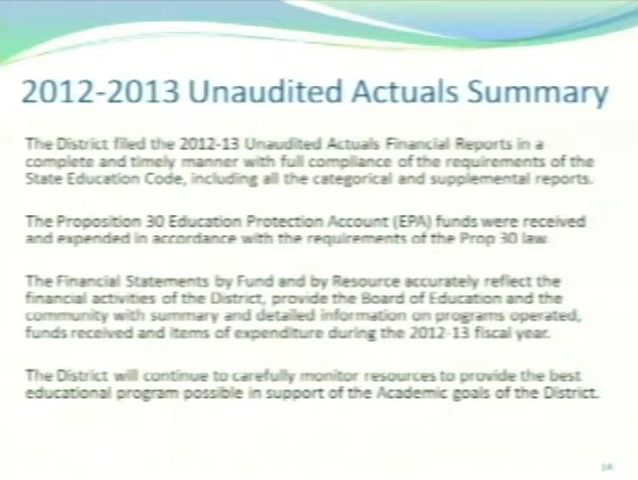 2012-2013 Unaudited Actuals Summary
The District filed the 2012-13 Unaudited Actuals Financial Reports in a
complete and timely manner with full compliance of the requirements of the
State Education Code, including all the categorical and supplemental reports.
The Proposition 30 Education Protection Account (EPA) funds were received
and expended in accordance with the requirements of the Prop 30 law.
The Financial Statements by Fund and by Resource accurately reflect the
financial activities of the District, provide the Board of Education and the
community with summary and detailed information on programs operated,
funds received and items of expenditure during the 2012-13 fiscal year.
The District will continue to carefully monitor resources to provide the best
educational program possible in support of the Academic goals of the District.